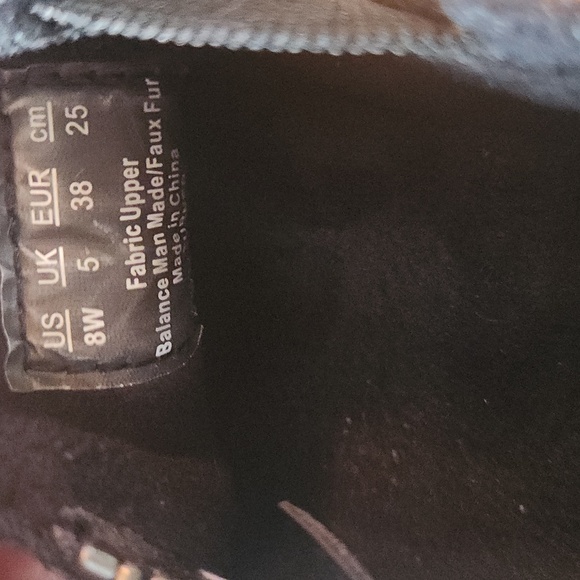 US UK EUR cm
8W 5 38 25
Fabric Upper
Balance Man Made/Faux Fur
Made in China